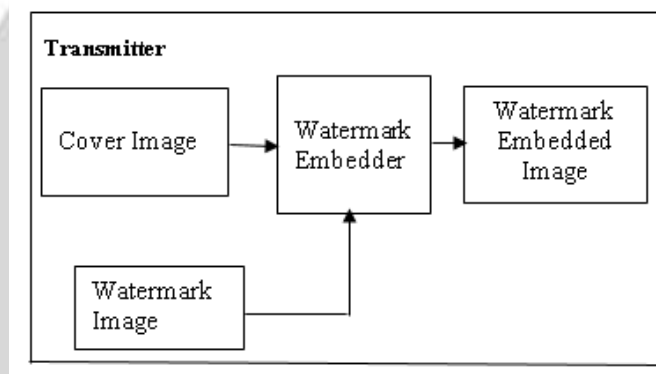 Transmitter
Cover Image
Watermark
Embedder
Watermark
Embedded
Image
Watermark
Image